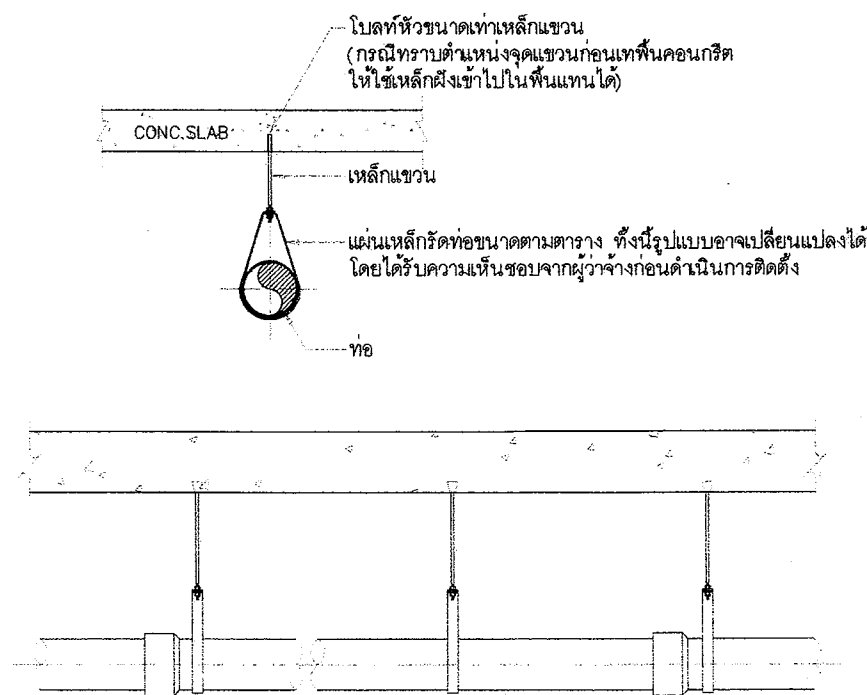 โบลท์หัวขนาดเท่าเหล็กแขวน
(กรณีทราบตำแหน่งจุดแขวนก่อนเทพื้นคอนกรีต
ให้ใช้เหล็กฝังเข้าไปในพื้นแทนได้)
CONC.SLAB
เหล็กแขวน
แผ่นเหล็กรัดท่อขนาดตามตาราง ทั้งนี้รูปแบบอาจเปลี่ยนแปลงได้
โดยได้รับความเห็นชอบจากผู้ว่าจ้างก่อนดำเนินการติดตั้ง
ท่อ